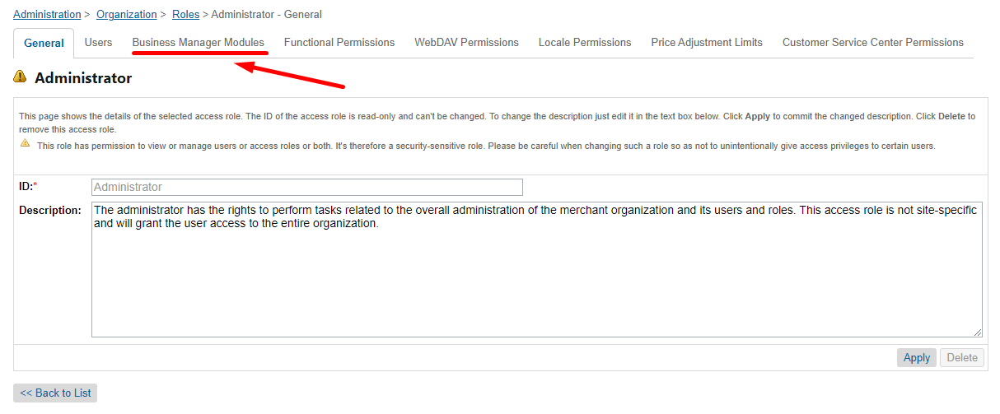 Administration > Organization > Roles > Administrator - General
General Users Business Manager Modules Functional Permissions WebDAV Permissions Locale Permissions Price Adjustment Limits Customer Service Center Permissions
Administrator
This page shows the details of the selected access role. The ID of the access role is read-only and can't be changed. To change the description just edit it in the text box below. Click Apply to commit the changed description. Click Delete to
remove this access role.
This role has permission to view or manage users or access roles or both. It's therefore a security-sensitive role. Please be careful when changing such a role so as not to unintentionally give access privileges to certain users.
ID:* Administrator
Description: The administrator has the rights to perform tasks related to the overall administration of the merchant organization and its users and roles. This access role is not site-specific
and will grant the user access to the entire organization.
Apply Delete
<< Back to List